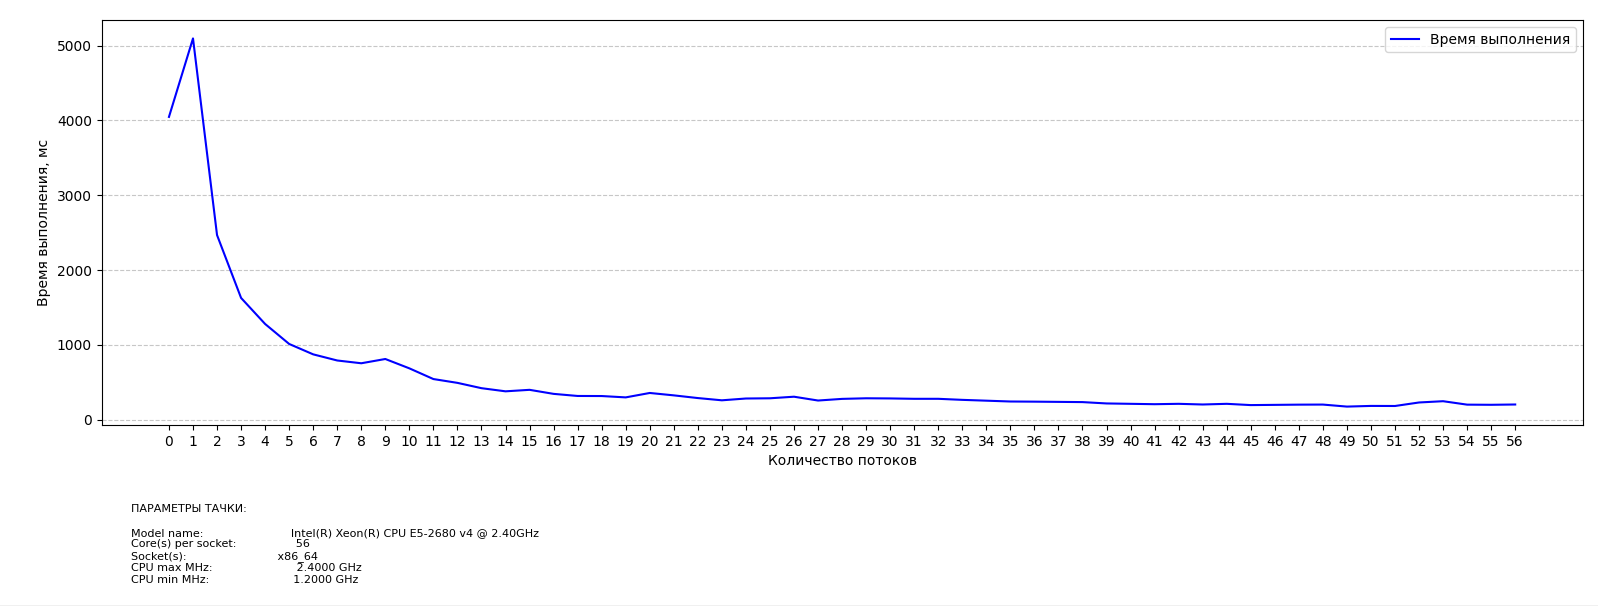 Время выполнения
5000
4000
3000
2000
1000
0
Время выполнения, мс
0 1 2 3 4 5 6 7 8 9 10 11 12 13 14 15 16 17 18 19 20 21 22 23 24 25 26 27 28 29 30 31 32 33 34 35 36 37 38 39 40 41 42 43 44 45 46 47 48 49 50 51 52 53 54 55 56
Количество потоков
ПАРАМЕТРЫ ТАЧКИ:
Model name: Intel(R) Xeon(R) CPU E5-2680 v4 @ 2.40GHz
Core(s) per socket: 56
Socket(s): x86_64
CPU max MHz: 2.4000 GHz
CPU min MHz: 1.2000 GHz